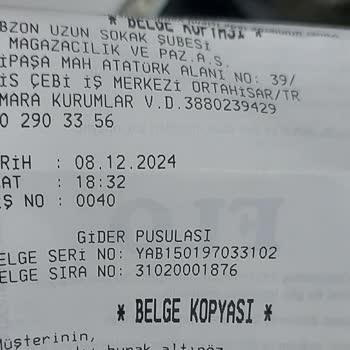 * BELGE KOPYASI *
BZON UZUN SOKAK ŞUBESİ
MAGAZACILIK VE PAZ.A.S.
İPAŞA MAH ATATÜRK ALANI NO: 39/
İS ÇEBİ İŞ MERKEZİ ORTAHİSAR/TR
MARA KURUMLAR V.D.3880239429
0 290 33 56
RİH : 08.12.2024
AT : 18:32
Ş NO : 0040
GİDER PUSULASI
ELGE SERİ NO: YAB150197033102
ELGE SIRA NO: 31020001876
* BELGE KOPYASI *
Müşterinin,